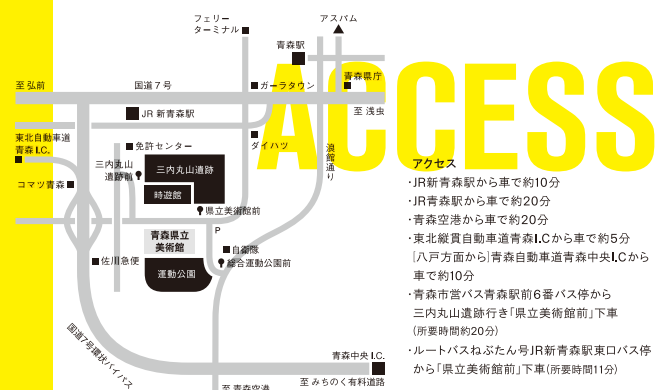 フェリー
ターミナル
アスパム
青森駅
至 弘前
国道7号
ガーラタウン
青森県庁
ACCESS
JR 新青森駅
至 浅虫
東北自動車道
青森 I.C.
免許センター
ダイハツ
浪館通り
三内丸山
遺跡前
三内丸山遺跡
コマツ青森
時遊館
県立美術館前
P
青森県立
美術館
自衛隊
佐川急便
運動公園
総合運動公園前
国道7号環状バイパス
青森中央 I.C.
至 青森空港
至 みちのく有料道路
アクセス
・JR新青森駅から車で約10分
・JR青森駅から車で約20分
・青森空港から車で約20分
・東北縦貫自動車道青森I.Cから車で約5分
[八戸方面から]青森自動車道青森中央I.Cから
車で約10分
・青森市営バス青森駅前6番バス停から
三内丸山遺跡行き「県立美術館前」下車
(所要時間約20分)
・ルートバスねぶたん号JR新青森駅東口バス停
から「県立美術館前」下車(所要時間11分)